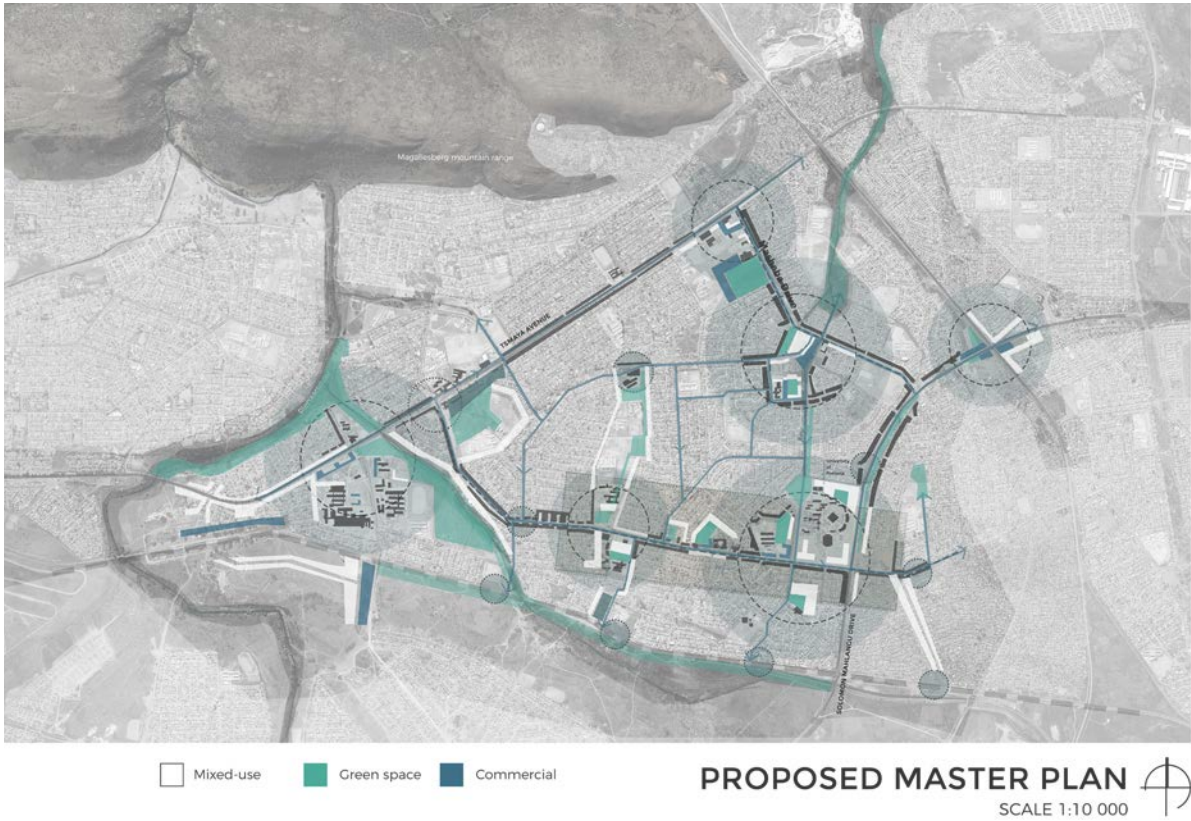 Magaliesberg mountain range
TSMAYA AVENUE
SOLOMON MAHLANGU DRIVE
Mixed-use
Green space
Commercial
PROPOSED MASTER PLAN
SCALE 1:10 000